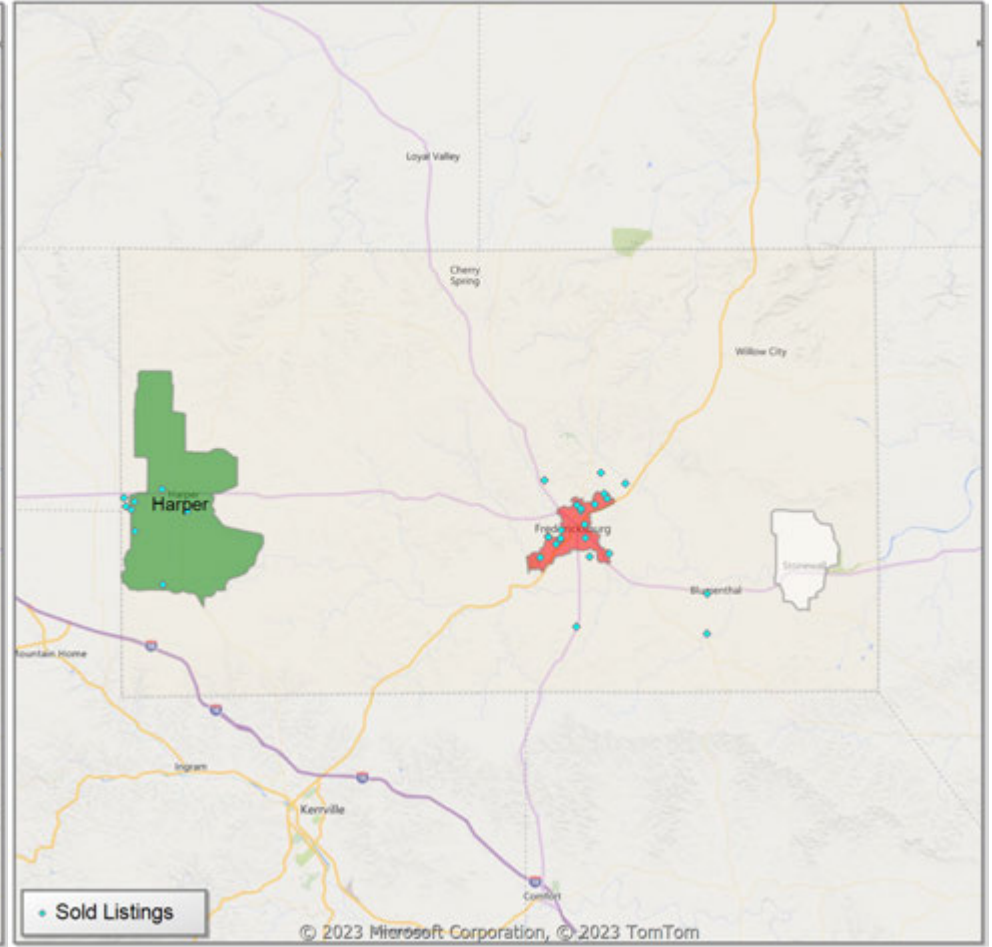 Loyal Valley
Cherry
Spring
Willow City
Harper
Harper
Fredericksburg
Stonewall
Blumenthal
Mountain Home
Ingram
Kerrville
Comfort
Sold Listings
© 2023 Microsoft Corporation, © 2023 TomTom